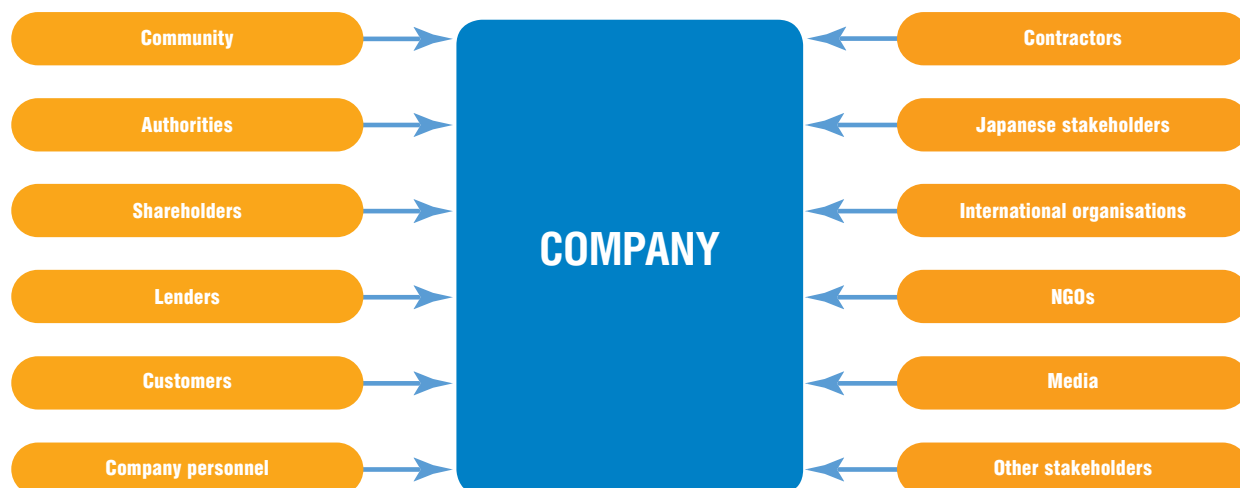 Community
Authorities
Shareholders
Lenders
Customers
Company personnel
COMPANY
Contractors
Japanese stakeholders
International organisations
NGOs
Media
Other stakeholders